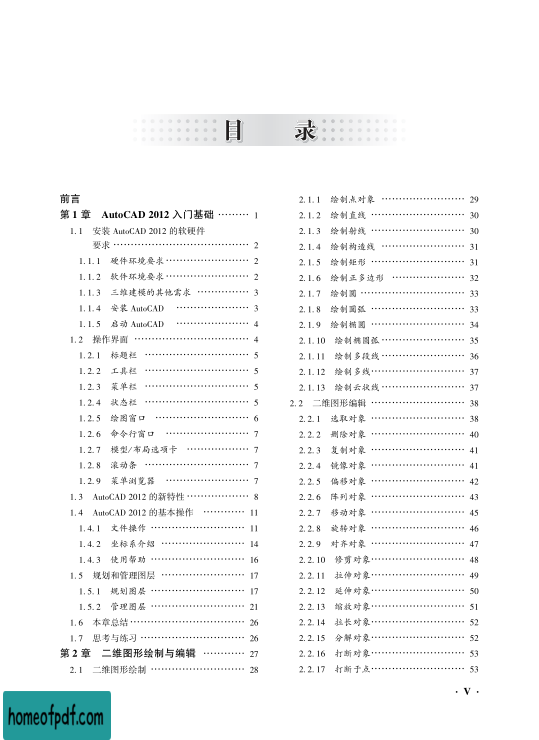 目 录
前言
第 1 章 AutoCAD 2012 入门基础 ……… 1
1.1 安装 AutoCAD 2012 的软硬件
要求 ……… 2
1.1.1 硬件环境要求 ……… 2
1.1.2 软件环境要求 ……… 2
1.1.3 三维建模的其他需求 ……… 3
1.1.4 安装 AutoCAD ……… 3
1.1.5 启动 AutoCAD ……… 4
1.2 操作界面 ……… 4
1.2.1 标题栏 ……… 5
1.2.2 工具栏 ……… 5
1.2.3 菜单栏 ……… 5
1.2.4 状态栏 ……… 5
1.2.5 绘图窗口 ……… 6
1.2.6 命令行窗口 ……… 7
1.2.7 模型/布局选项卡 ……… 7
1.2.8 滚动条 ……… 7
1.2.9 菜单浏览器 ……… 7
1.3 AutoCAD 2012 的新特性 ……… 8
1.4 AutoCAD 2012 的基本操作 ……… 11
1.4.1 文件操作 ……… 11
1.4.2 坐标系介绍 ……… 14
1.4.3 使用帮助 ……… 16
1.5 规划和管理图层 ……… 17
1.5.1 规划图层 ……… 17
1.5.2 管理图层 ……… 21
1.6 本章总结 ……… 26
1.7 思考与练习 ……… 26
第 2 章 二维图形绘制与编辑 ……… 27
2.1 二维图形绘制 ……… 28
2.1.1 绘制点对象 ……… 29
2.1.2 绘制直线 ……… 30
2.1.3 绘制射线 ……… 30
2.1.4 绘制构造线 ……… 31
2.1.5 绘制矩形 ……… 31
2.1.6 绘制正多边形 ……… 32
2.1.7 绘制圆 ……… 33
2.1.8 绘制圆弧 ……… 33
2.1.9 绘制椭圆 ……… 34
2.1.10 绘制椭圆弧 ……… 35
2.1.11 绘制多段线 ……… 36
2.1.12 绘制多线 ……… 37
2.1.13 绘制云状线 ……… 37
2.2 二维图形编辑 ……… 38
2.2.1 选取对象 ……… 38
2.2.2 删除对象 ……… 40
2.2.3 复制对象 ……… 41
2.2.4 镜像对象 ……… 41
2.2.5 偏移对象 ……… 42
2.2.6 阵列对象 ……… 43
2.2.7 移动对象 ……… 45
2.2.8 旋转对象 ……… 46
2.2.9 对齐对象 ……… 47
2.2.10 修剪对象 ……… 48
2.2.11 拉伸对象 ……… 49
2.2.12 延伸对象 ……… 50
2.2.13 缩放对象 ……… 51
2.2.14 拉长对象 ……… 52
2.2.15 分解对象 ……… 52
2.2.16 打断对象 ……… 53
2.2.17 打断于点 ……… 53
· V ·
homeofpdf.com